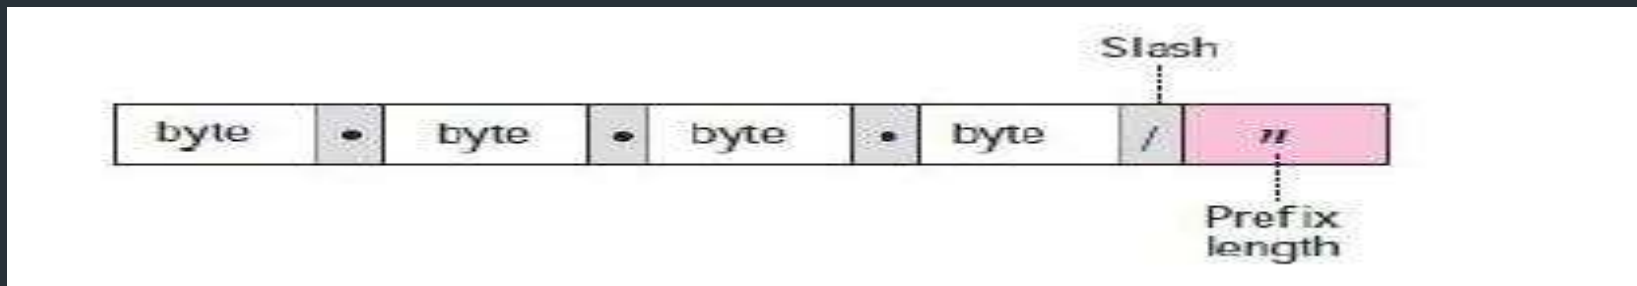 Slash
byte • byte • byte • byte / n
Prefix
length